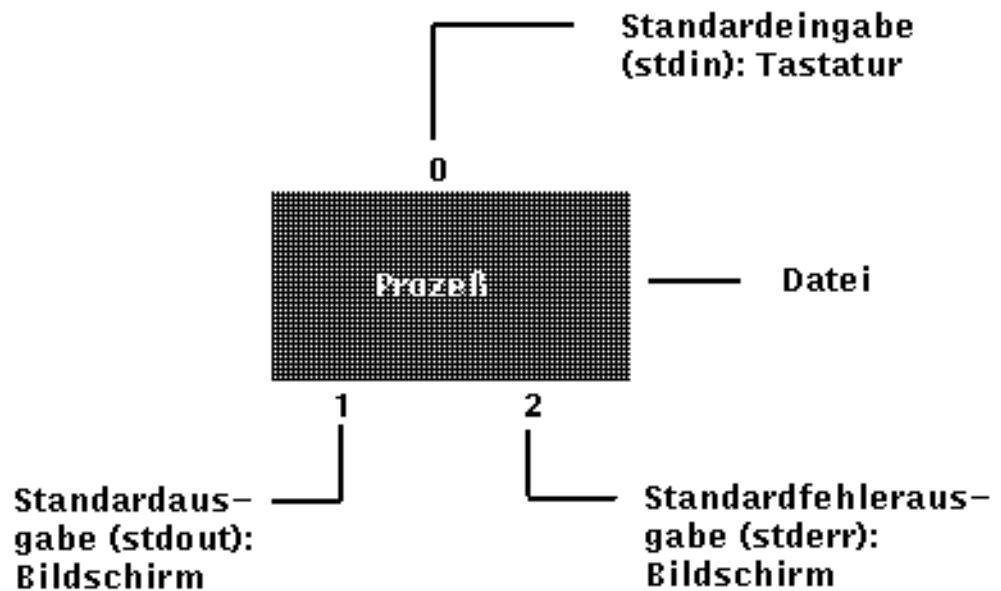 Standardeingabe
(stdin): Tastatur
0
Prozeß
Datei
1
2
Standardaus-
gabe (stdout):
Bildschirm
Standardfehleraus-
gabe (stderr):
Bildschirm